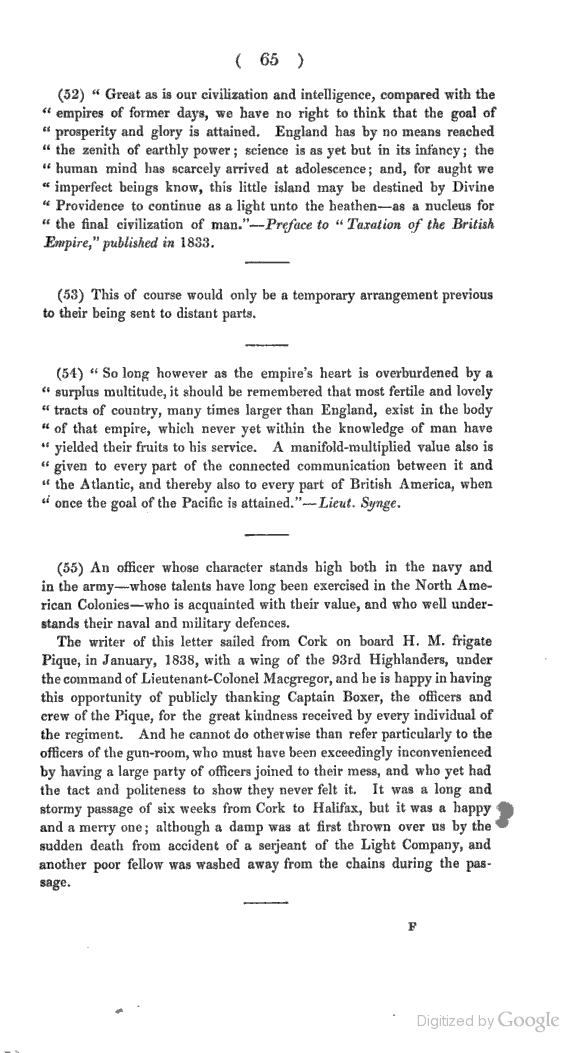 ( 65 )
(52) " Great as is our civilization and intelligence, compared with the
" empires of former days, we have no right to think that the goal of
" prosperity and glory is attained. England has by no means reached
" the zenith of earthly power; science is as yet but in its infancy; the
" human mind has scarcely arrived at adolescence; and, for aught we
" imperfect beings know, this little island may be destined by Divine
" Providence to continue as a light unto the heathen—as a nucleus for
" the final civilization of man."—Preface to " Taxation of the British
Empire," published in 1833.
(53) This of course would only be a temporary arrangement previous
to their being sent to distant parts.
(54) " So long however as the empire's heart is overburdened by a
" surplus multitude, it should be remembered that most fertile and lovely
" tracts of country, many times larger than England, exist in the body
" of that empire, which never yet within the knowledge of man have
" yielded their fruits to his service. A manifold-multiplied value also is
" given to every part of the connected communication between it and
" the Atlantic, and thereby also to every part of British America, when
" once the goal of the Pacific is attained."—Lieut. Synge.
(55) An officer whose character stands high both in the navy and
in the army—whose talents have long been exercised in the North Ame-
rican Colonies—who is acquainted with their value, and who well under-
stands their naval and military defences.
The writer of this letter sailed from Cork on board H. M. frigate
Pique, in January, 1838, with a wing of the 93rd Highlanders, under
the command of Lieutenant-Colonel Macgregor, and he is happy in having
this opportunity of publicly thanking Captain Boxer, the officers and
crew of the Pique, for the great kindness received by every individual of
the regiment. And he cannot do otherwise than refer particularly to the
officers of the gun-room, who must have been exceedingly inconvenienced
by having a large party of officers joined to their mess, and who yet had
the tact and politeness to show they never felt it. It was a long and
stormy passage of six weeks from Cork to Halifax, but it was a happy
and a merry one; although a damp was at first thrown over us by the
sudden death from accident of a serjeant of the Light Company, and
another poor fellow was washed away from the chains during the pas-
sage.
F
Digitized by Google